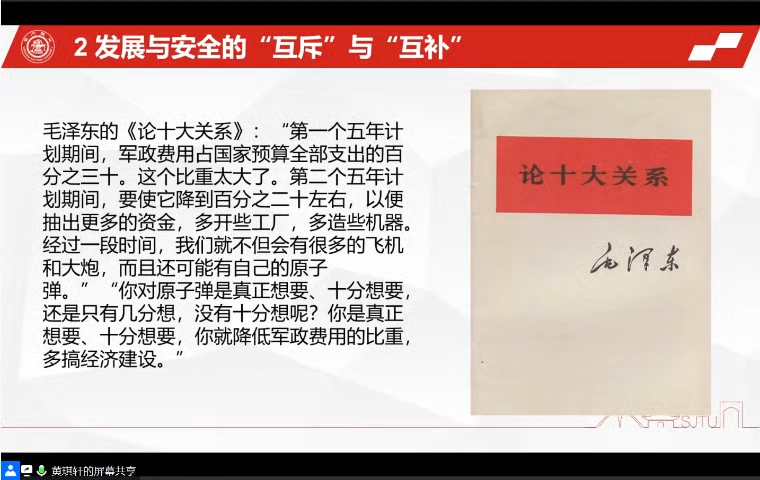 2 发展与安全的“互斥”与“互补”
毛泽东的《论十大关系》：“第一个五年计
划期间，军政费用占国家预算全部支出的百
分之三十。这个比重太大了。第二个五年计
划期间，要使它降到百分之二十左右，以便
抽出更多的资金，多开些工厂，多造些机器。
经过一段时间，我们就不但会有很多的飞机
和大炮，而且还可能有自己的原子
弹。”“你对原子弹是真正想要、十分想要，
还是只有几分想，没有十分想呢？你是真正
想要、十分想要，你就降低军政费用的比重，
多搞经济建设。“
论十大关系
毛泽东
SJTU
黄琪轩的屏幕共享